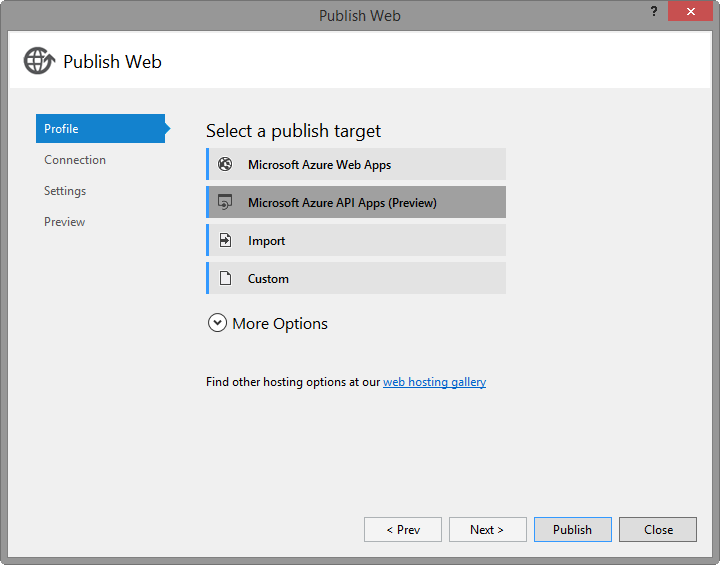 Publish Web
?
Publish Web
Profile
Connection
Settings
Preview
Select a publish target
Microsoft Azure Web Apps
Microsoft Azure API Apps (Preview)
Import
Custom
More Options
Find other hosting options at our web hosting gallery
< Prev
Next >
Publish
Close